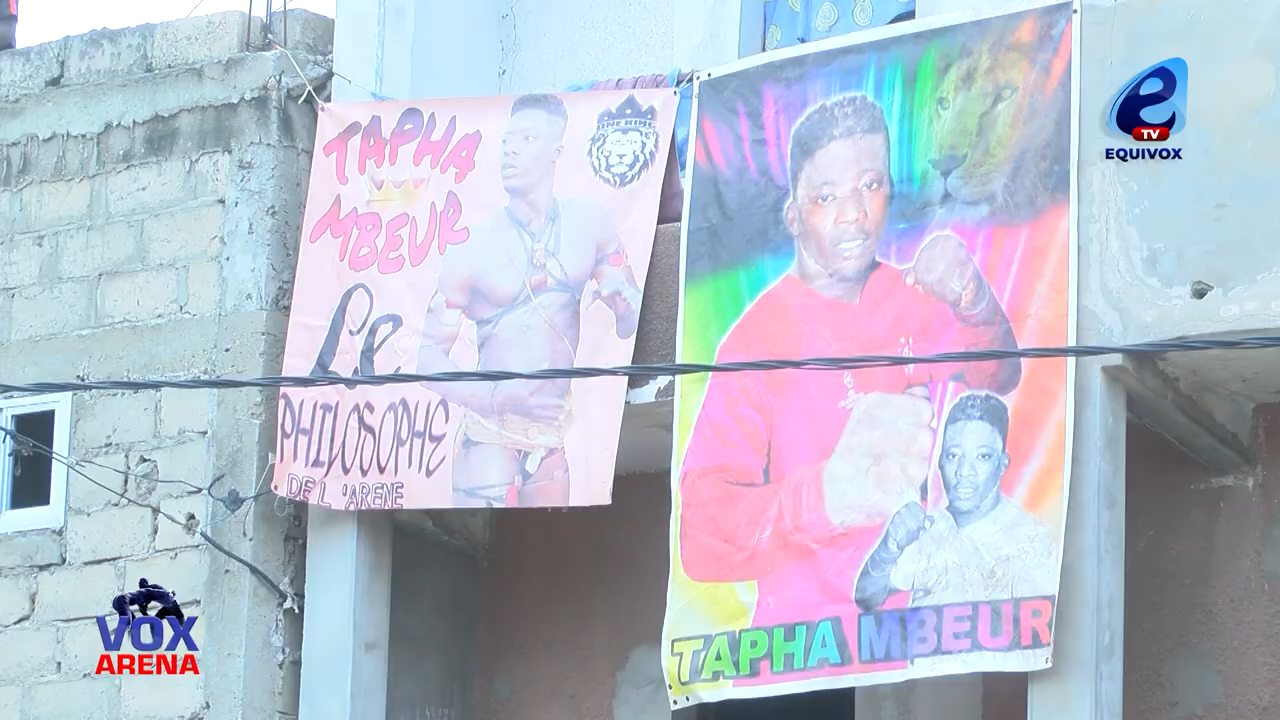 TAPHA
MBEUR
Le
PHILOSOPHE
DE L 'ARENE
THE KING
TAPHA MBEUR
e
TV
EQUIVOX
VOX
ARENA